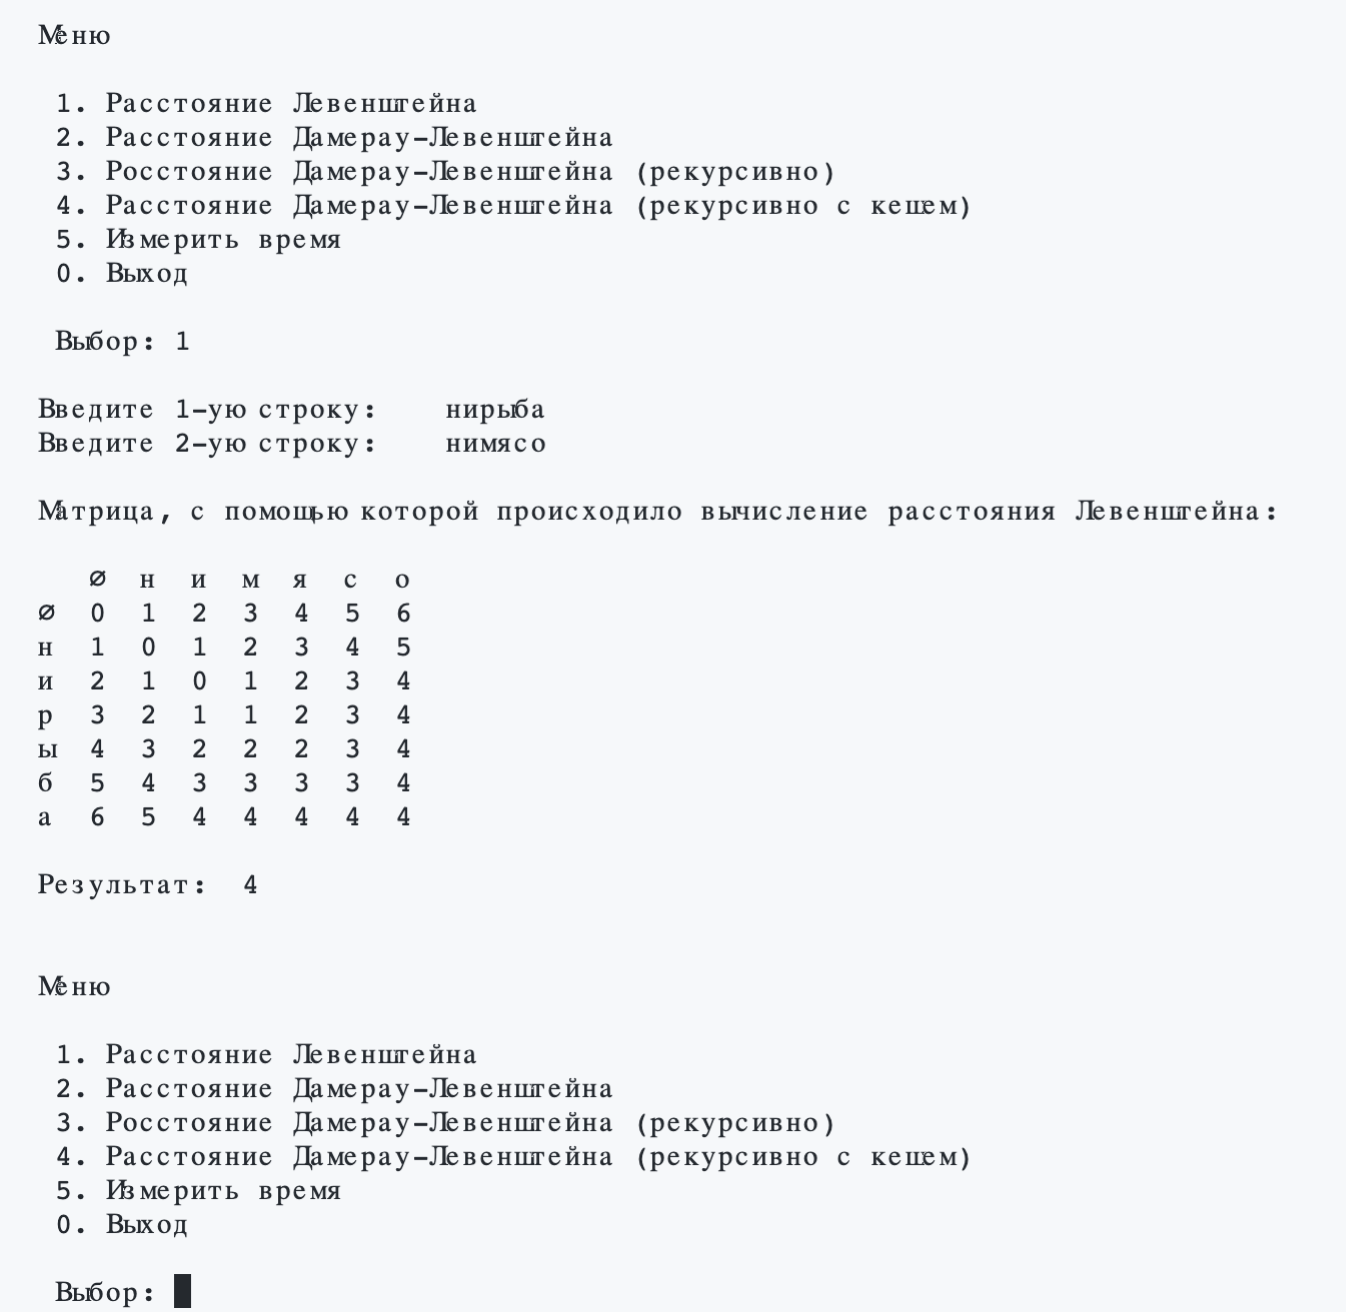 Меню
1. Расстояние Левенштейна
2. Расстояние Дамерау-Левенштейна
3. Росстояние Дамерау-Левенштейна (рекурсивно)
4. Расстояние Дамерау-Левенштейна (рекурсивно с кешем)
5. Измерить время
0. Выход
Выбор: 1
Введите 1-ую строку: нирыба
Введите 2-ую строку: нимясо
Матрица, с помощью которой происходило вычисление расстояния Левенштейна:
∅ н и м я с о
∅ 0 1 2 3 4 5 6
н 1 0 1 2 3 4 5
и 2 1 0 1 2 3 4
р 3 2 1 1 2 3 4
ы 4 3 2 2 2 3 4
б 5 4 3 3 3 3 4
а 6 5 4 4 4 4 4
Результат: 4
Меню
1. Расстояние Левенштейна
2. Расстояние Дамерау-Левенштейна
3. Росстояние Дамерау-Левенштейна (рекурсивно)
4. Расстояние Дамерау-Левенштейна (рекурсивно с кешем)
5. Измерить время
0. Выход
Выбор: